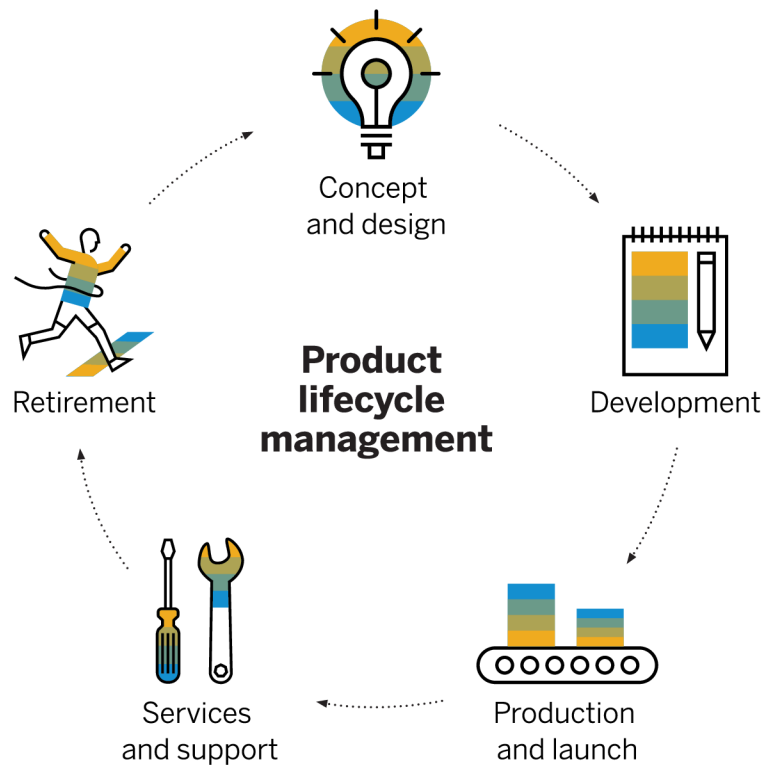 Concept
and design
Development
Production
and launch
Services
and support
Retirement
Product
lifecycle
management